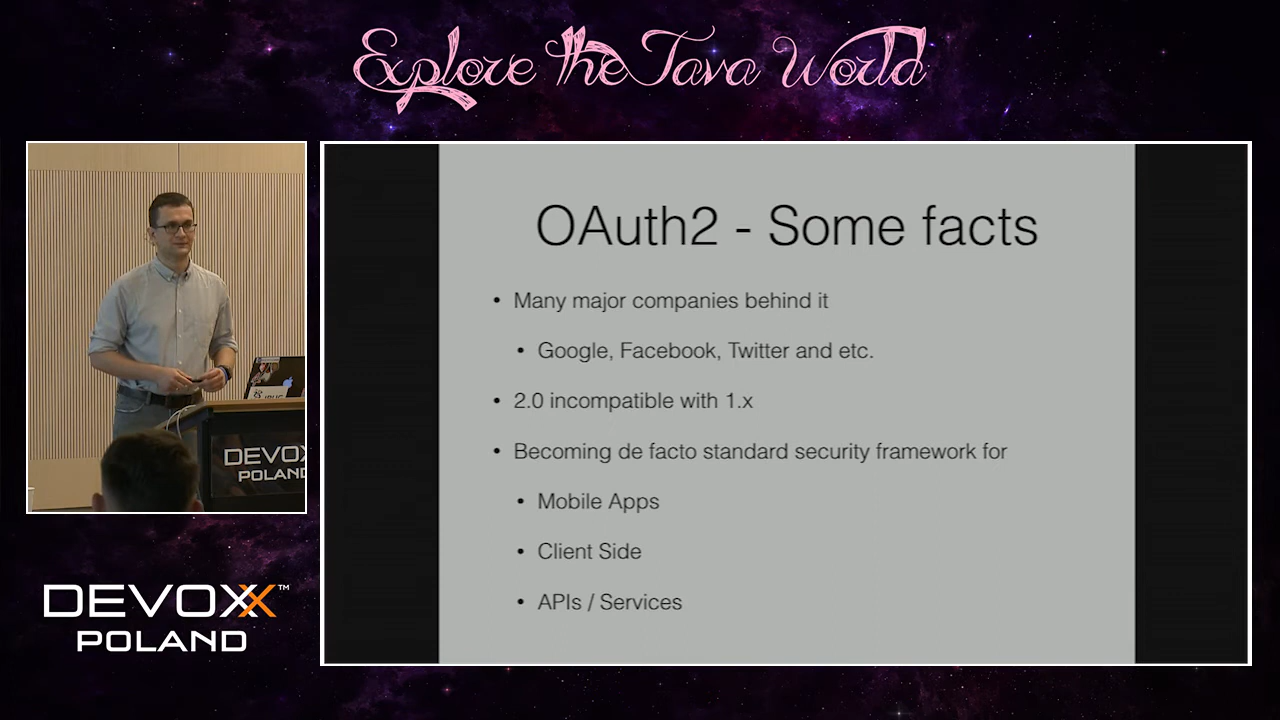 Explore the Java World
OAuth2 - Some facts
• Many major companies behind it
• Google, Facebook, Twitter and etc.
• 2.0 incompatible with 1.x
• Becoming de facto standard security framework for
• Mobile Apps
• Client Side
• APIs / Services
DEVOX
POLAND
DEVOXX™
POLAND